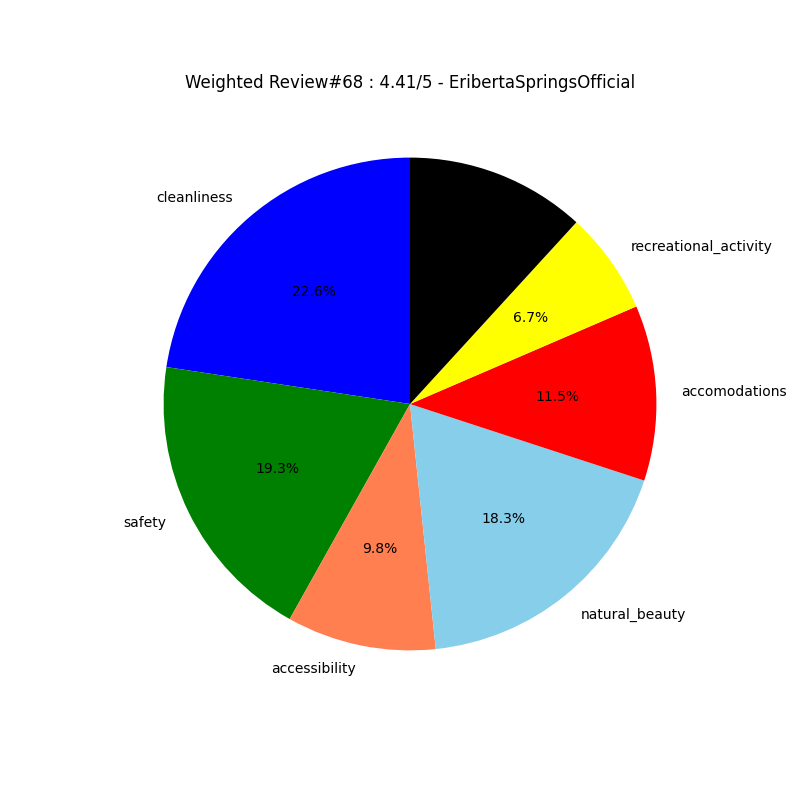 Weighted Review#68 : 4.41/5 - EribertaSpringsOfficial
cleanliness
recreational_activity
22.6%
6.7%
accomodations
11.5%
19.3%
18.3%
safety
9.8%
natural_beauty
accessibility